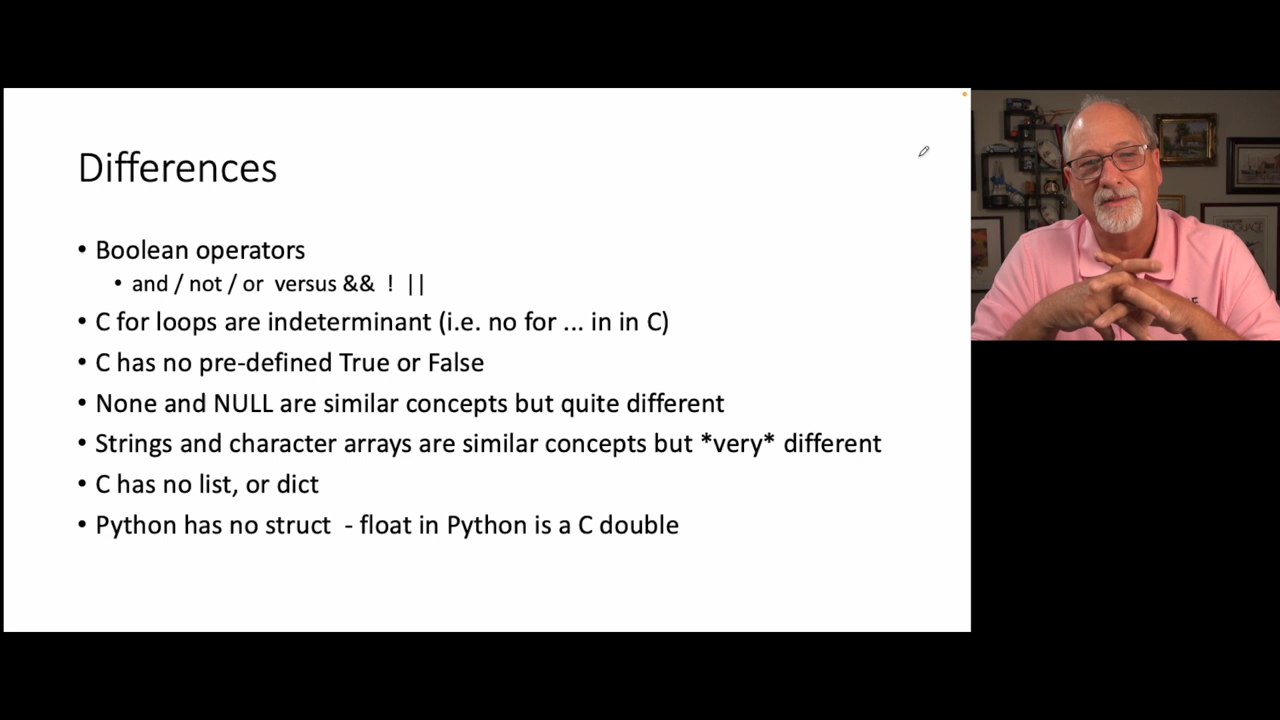 Differences
• Boolean operators
• and / not / or versus && ! ||
• C for loops are indeterminant (i.e. no for ... in in C)
• C has no pre-defined True or False
• None and NULL are similar concepts but quite different
• Strings and character arrays are similar concepts but *very* different
• C has no list, or dict
• Python has no struct - float in Python is a C double